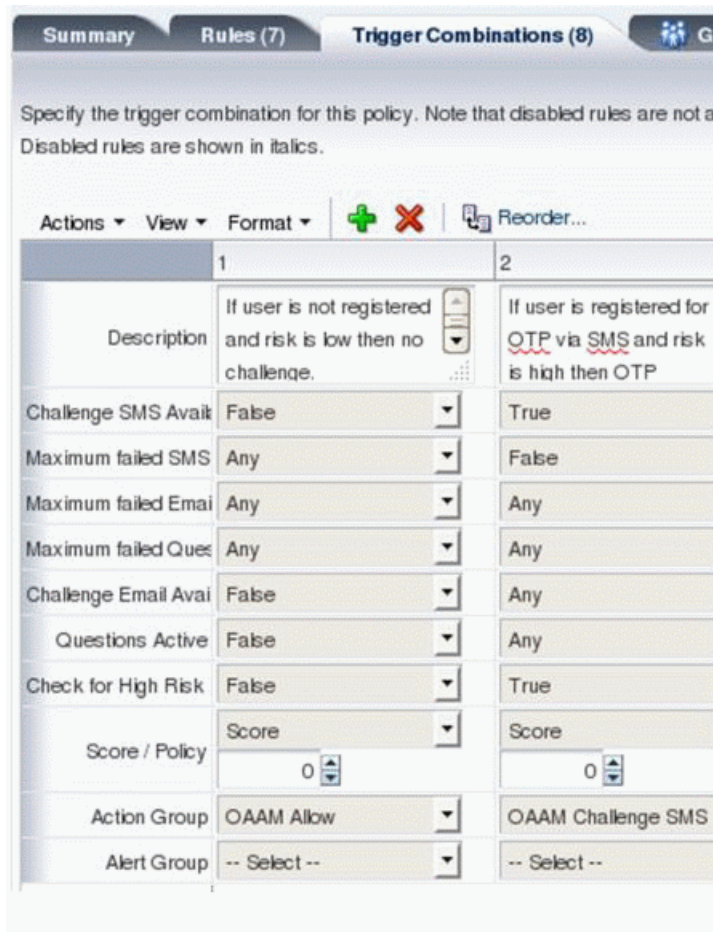 Summary Rules (7) Trigger Combinations (8) G
Specify the trigger combination for this policy. Note that disabled rules are not a
Disabled rules are shown in italics.
Actions View Format Reorder...
1 2
Description If user is not registered and risk is low then no challenge. If user is registered for OTP via SMS and risk is high then OTP
Challenge SMS Availa False True
Maximum failed SMS Any False
Maximum failed Emai Any Any
Maximum failed Ques Any Any
Challenge Email Avai False Any
Questions Active False Any
Check for High Risk False True
Score / Policy Score Score
0 0
Action Group OAAM Allow OAAM Challenge SMS
Alert Group -- Select -- -- Select --